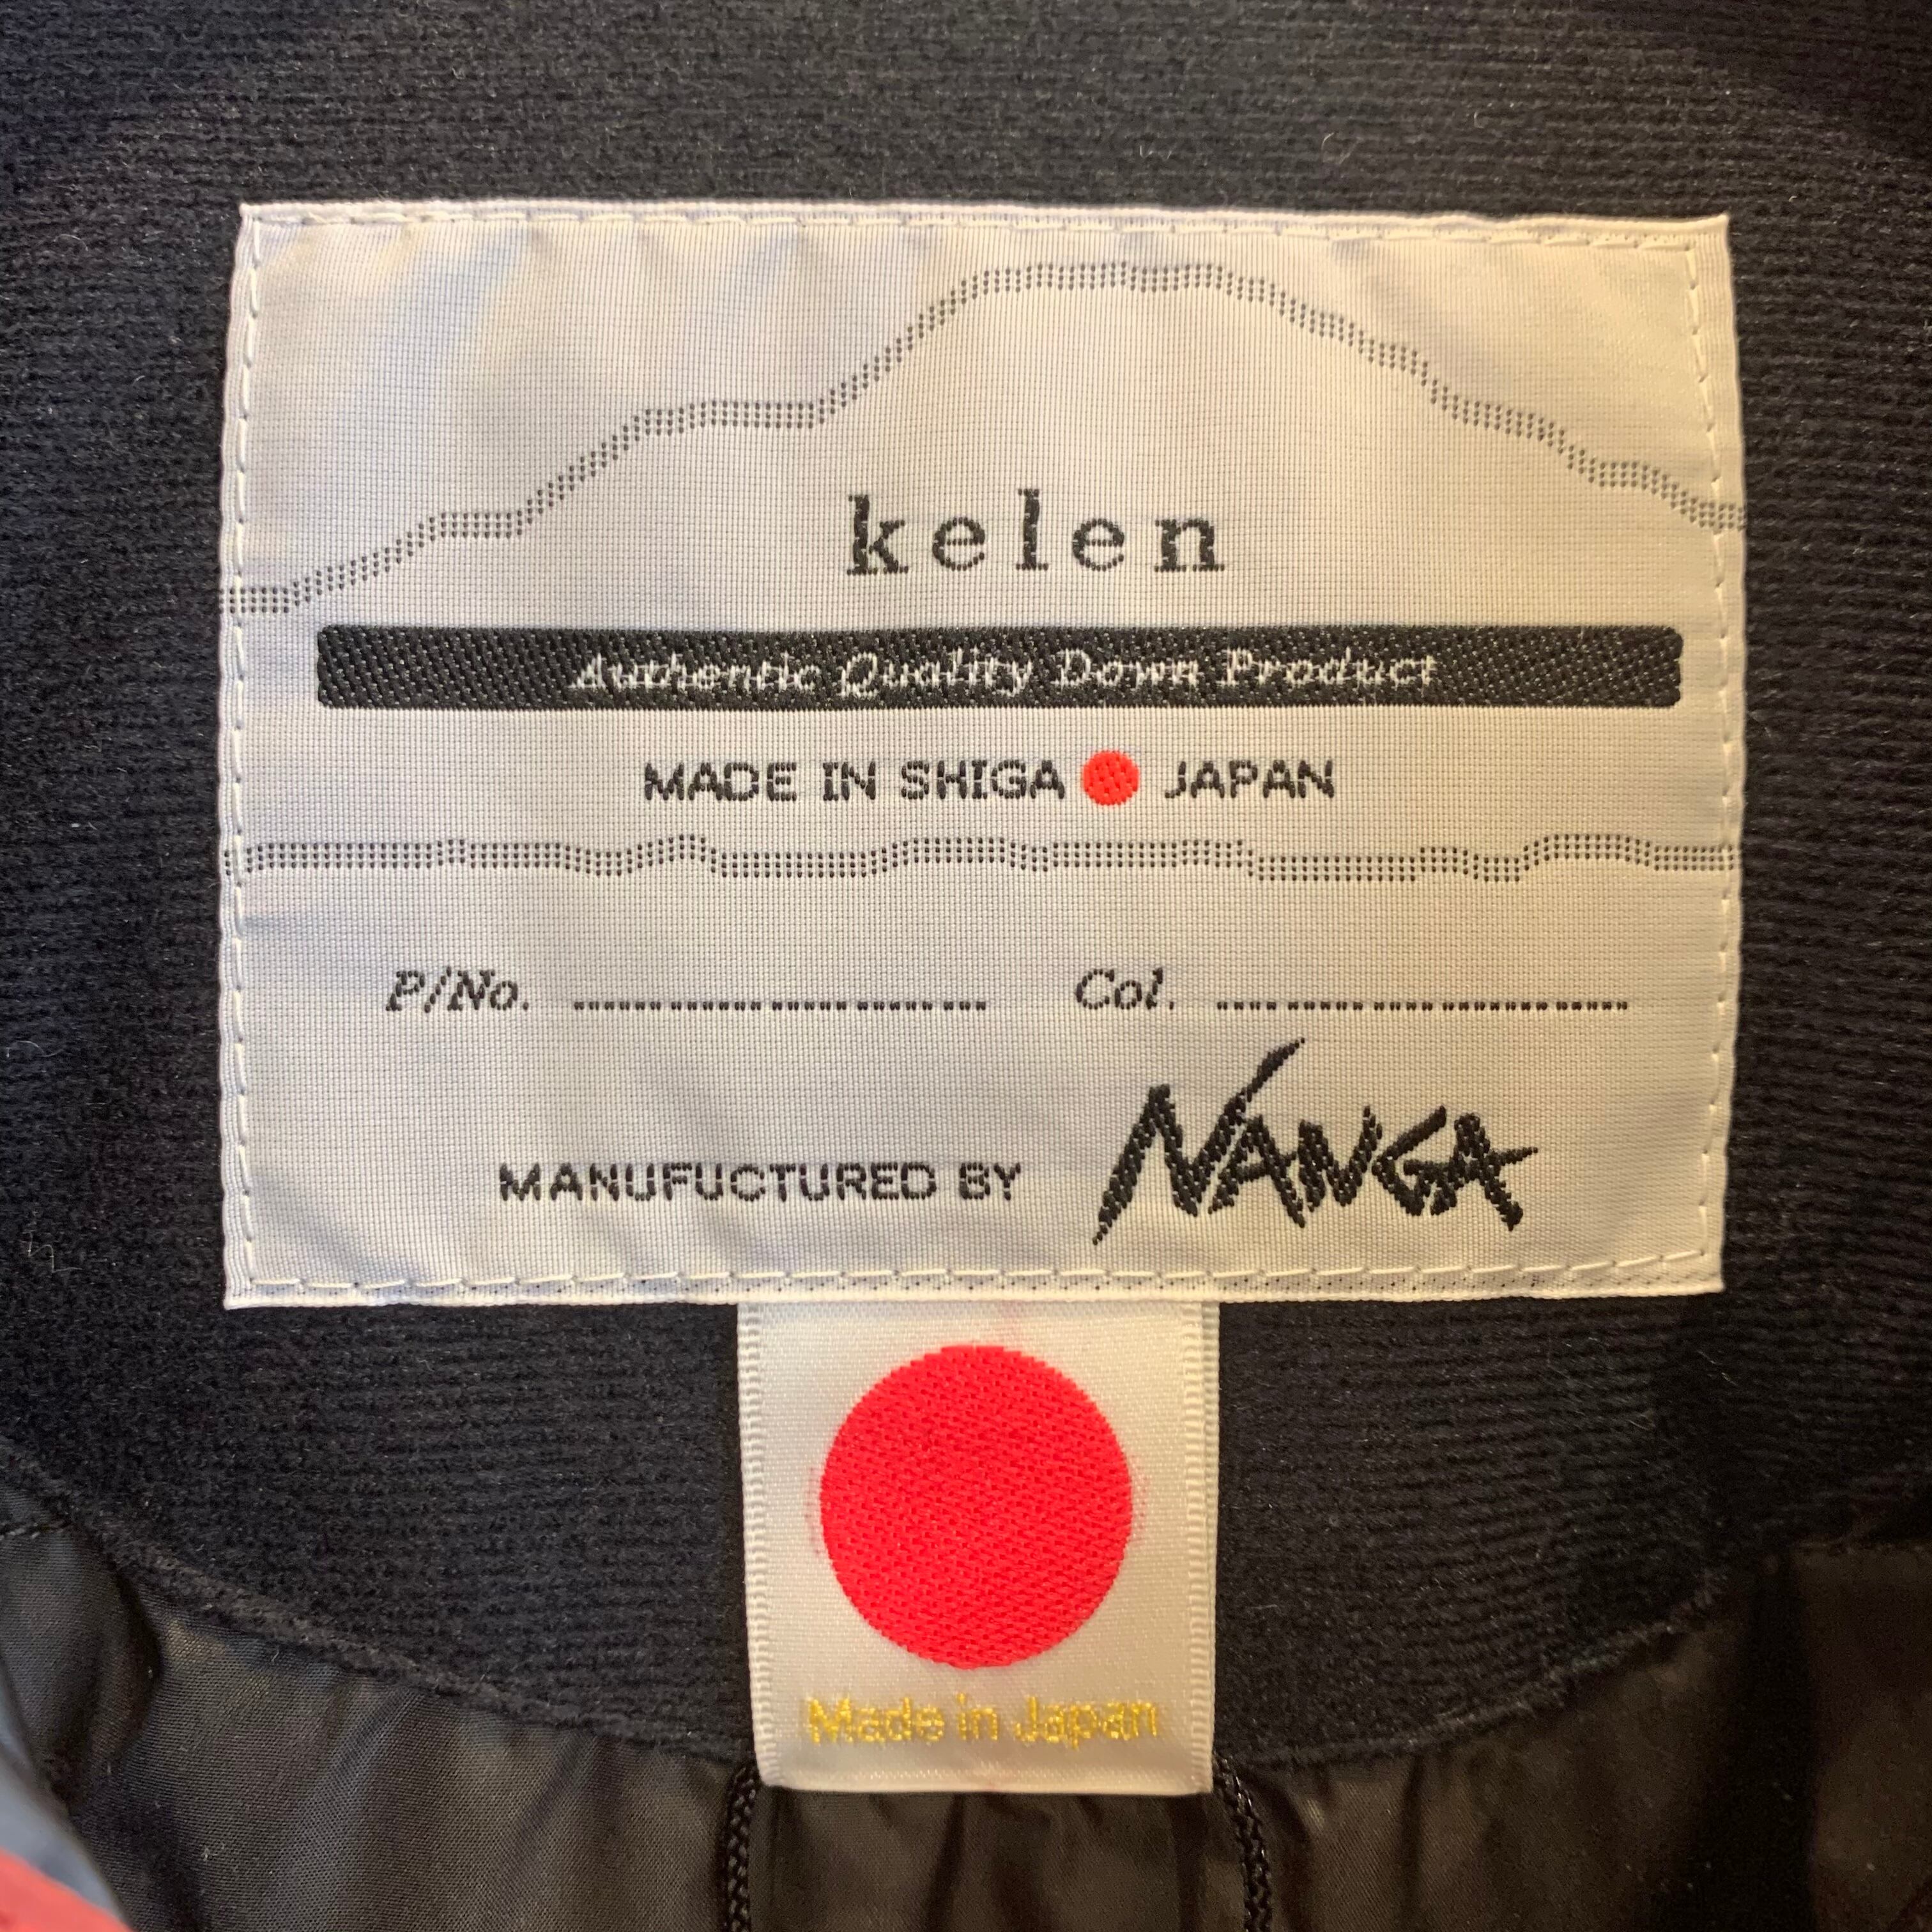 kelen
Authentic Quality Down Product
MADE IN SHIGA JAPAN
P/No. Col.
MANUFUCTURED BY NANGA
Made in Japan